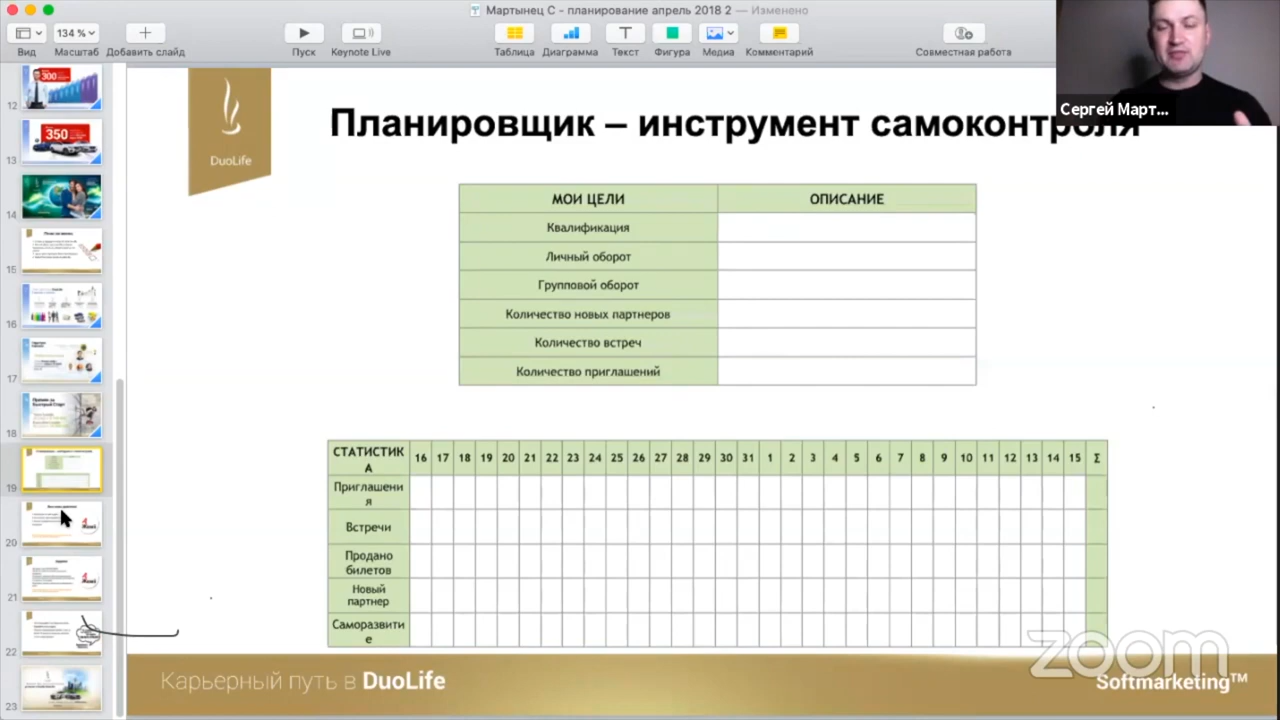 Мартынец С - планирование апрель 2018 2 — Изменено
134 %
Вид Масштаб Добавить слайд Пуск Keynote Live Таблица Диаграмма Текст Фигура Медиа Комментарий Совместная работа
Сергей Март...
DuoLife
Планировщик – инструмент самоконтроля
МОИ ЦЕЛИ ОПИСАНИЕ
Квалификация
Личный оборот
Групповой оборот
Количество новых партнеров
Количество встреч
Количество приглашений
СТАТИСТИК
А
16 17 18 19 20 21 22 23 24 25 26 27 28 29 30 31 1 2 3 4 5 6 7 8 9 10 11 12 13 14 15 Σ
Приглашени
я
Встречи
Продано
билетов
Новый
партнер
Саморазвити
е
zoom
Карьерный путь в DuoLife
Softmarketing™
12
300
13
350
14
15
16
17
18
19
20
21
22
23